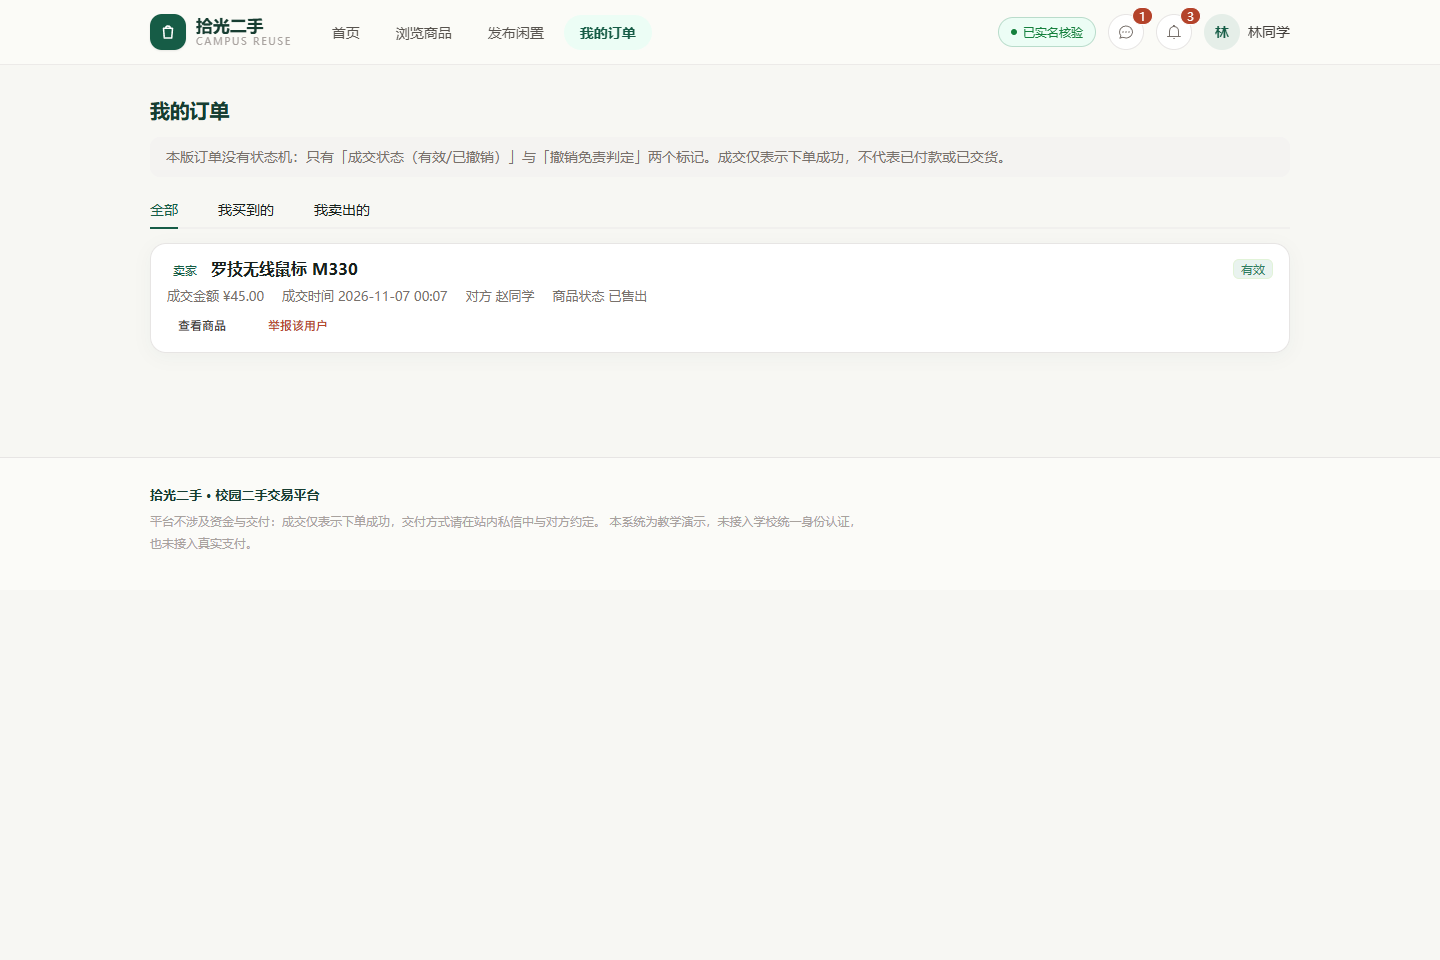 拾光二手
CAMPUS REUSE
首页
浏览商品
发布闲置
我的订单
已实名核验
1
3
林
林同学
我的订单
本版订单没有状态机：只有「成交状态（有效/已撤销）」与「撤销免责判定」两个标记。成交仅表示下单成功，不代表已付款或已交货。
全部
我买到的
我卖出的
卖家 罗技无线鼠标 M330
有效
成交金额 ¥45.00 成交时间 2026-11-07 00:07 对方 赵同学 商品状态 已售出
查看商品 举报该用户
拾光二手 • 校园二手交易平台
平台不涉及资金与交付：成交仅表示下单成功，交付方式请在站内私信中与对方约定。 本系统为教学演示，未接入学校统一身份认证，
也未接入真实支付。